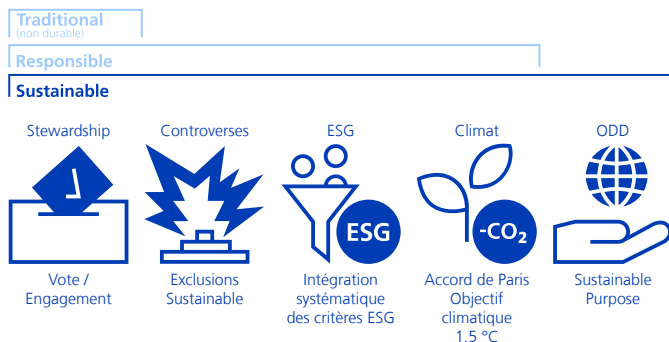 Traditional
(non durable)
Responsible
Sustainable
Stewardship
Controverses
ESG
Climat
ODD
ESG
-CO₂
Vote /
Engagement
Exclusions
Sustainable
Intégration
systématique
des critères ESG
Accord de Paris
Objectif
climatique
1.5 °C
Sustainable
Purpose